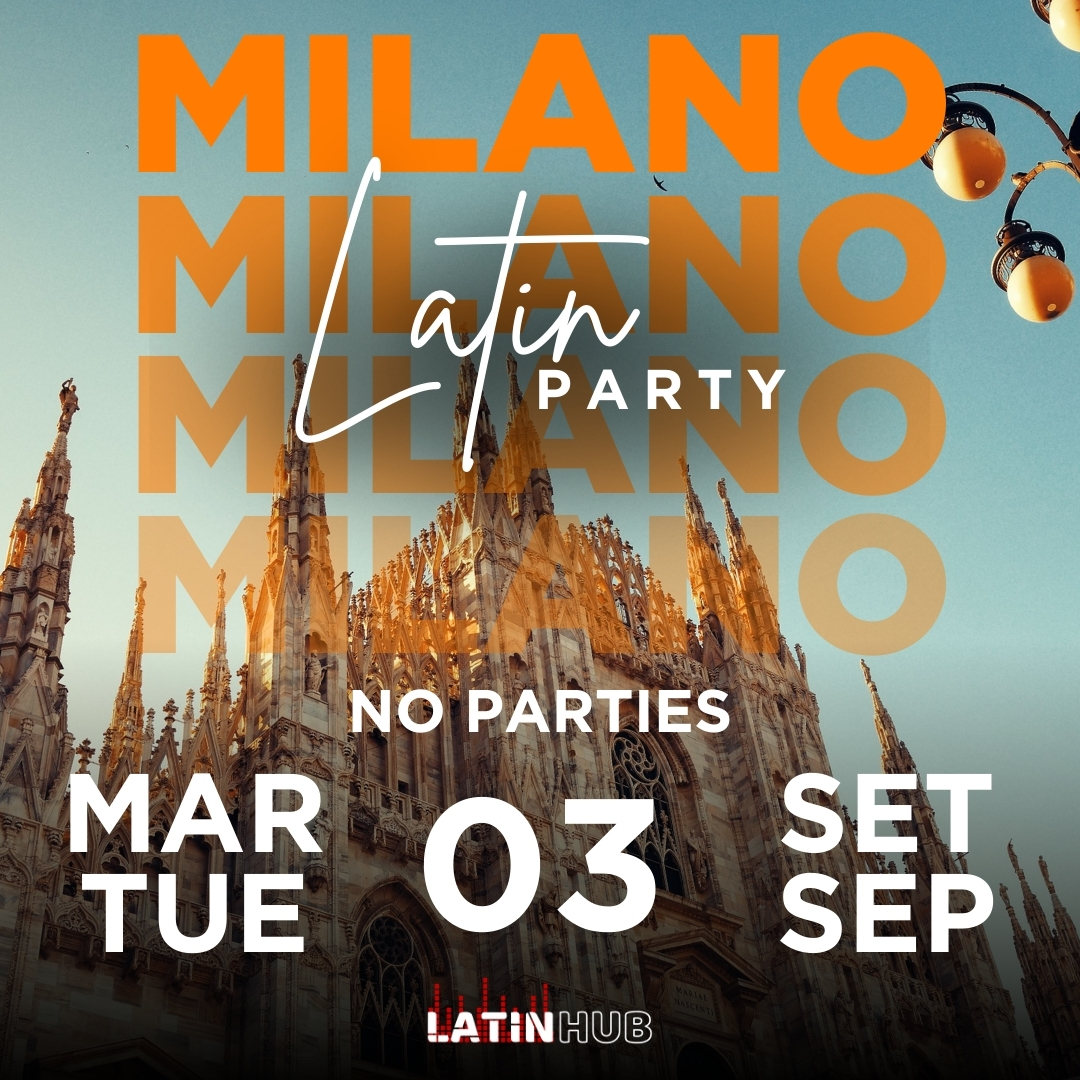 MILANO
MILANO
MILANO
MILANO
Latin
PARTY
NO PARTIES
MAR 03 SET
TUE SEP
LATINHUB